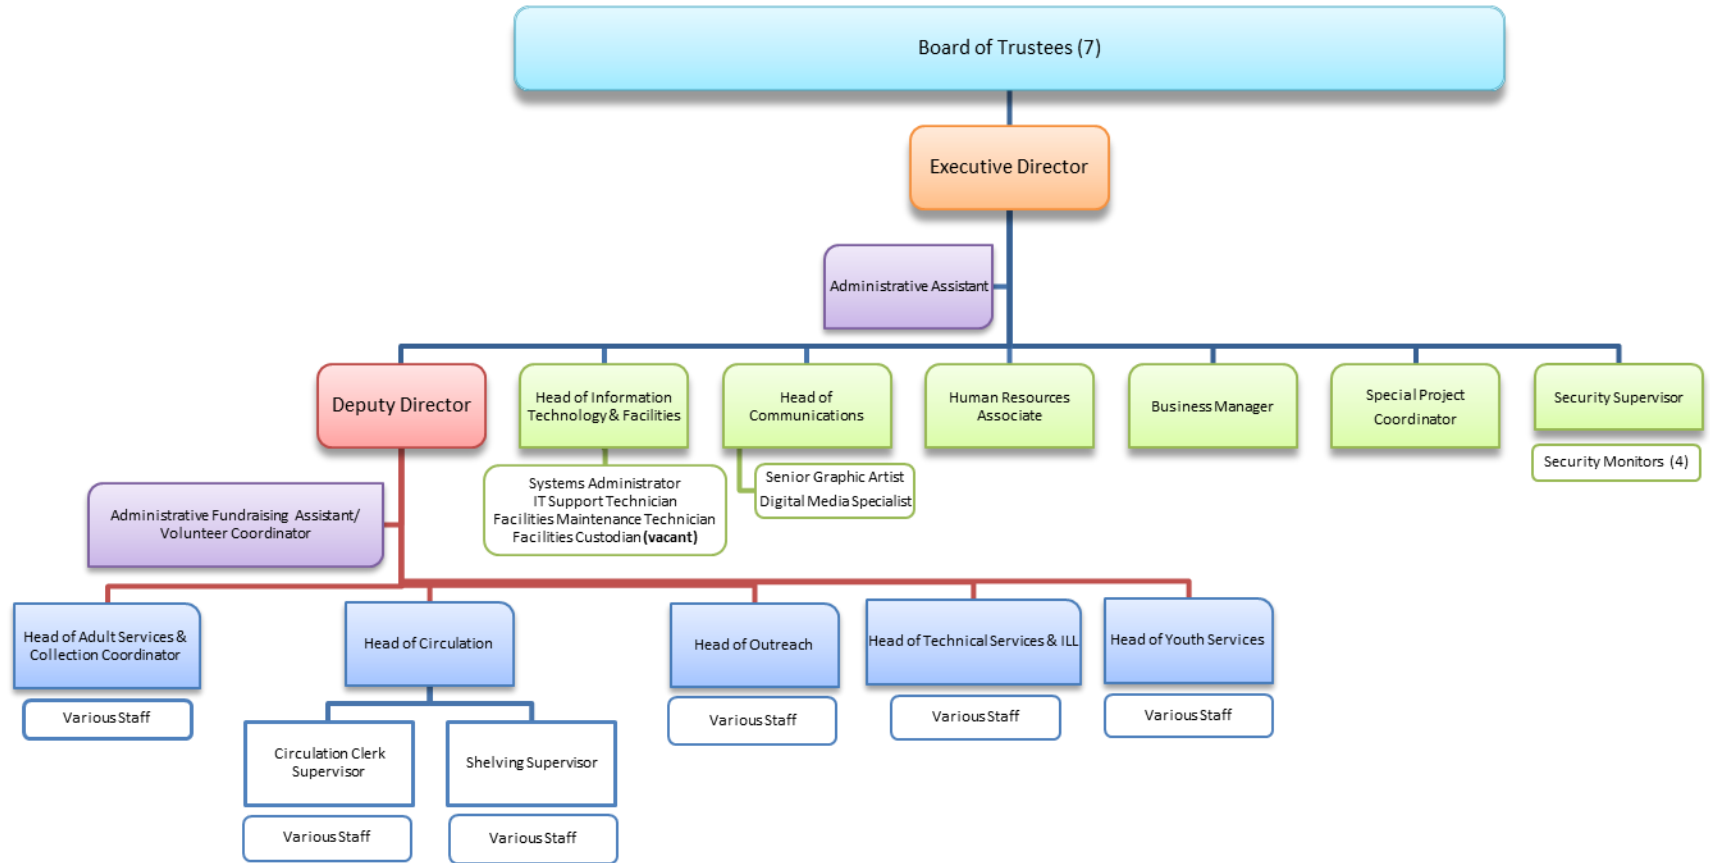 Board of Trustees (7)
Executive Director
Administrative Assistant
Deputy Director
Head of Information
Technology & Facilities
Head of
Communications
Human Resources
Associate
Business Manager
Special Project
Coordinator
Security Supervisor
Systems Administrator
IT Support Technician
Facilities Maintenance Technician
Facilities Custodian (vacant)
Senior Graphic Artist
Digital Media Specialist
Security Monitors (4)
Administrative Fundraising Assistant/
Volunteer Coordinator
Head of Adult Services &
Collection Coordinator
Head of Circulation
Head of Outreach
Head of Technical Services & ILL
Head of Youth Services
Various Staff
Various Staff
Various Staff
Various Staff
Circulation Clerk
Supervisor
Shelving Supervisor
Various Staff
Various Staff